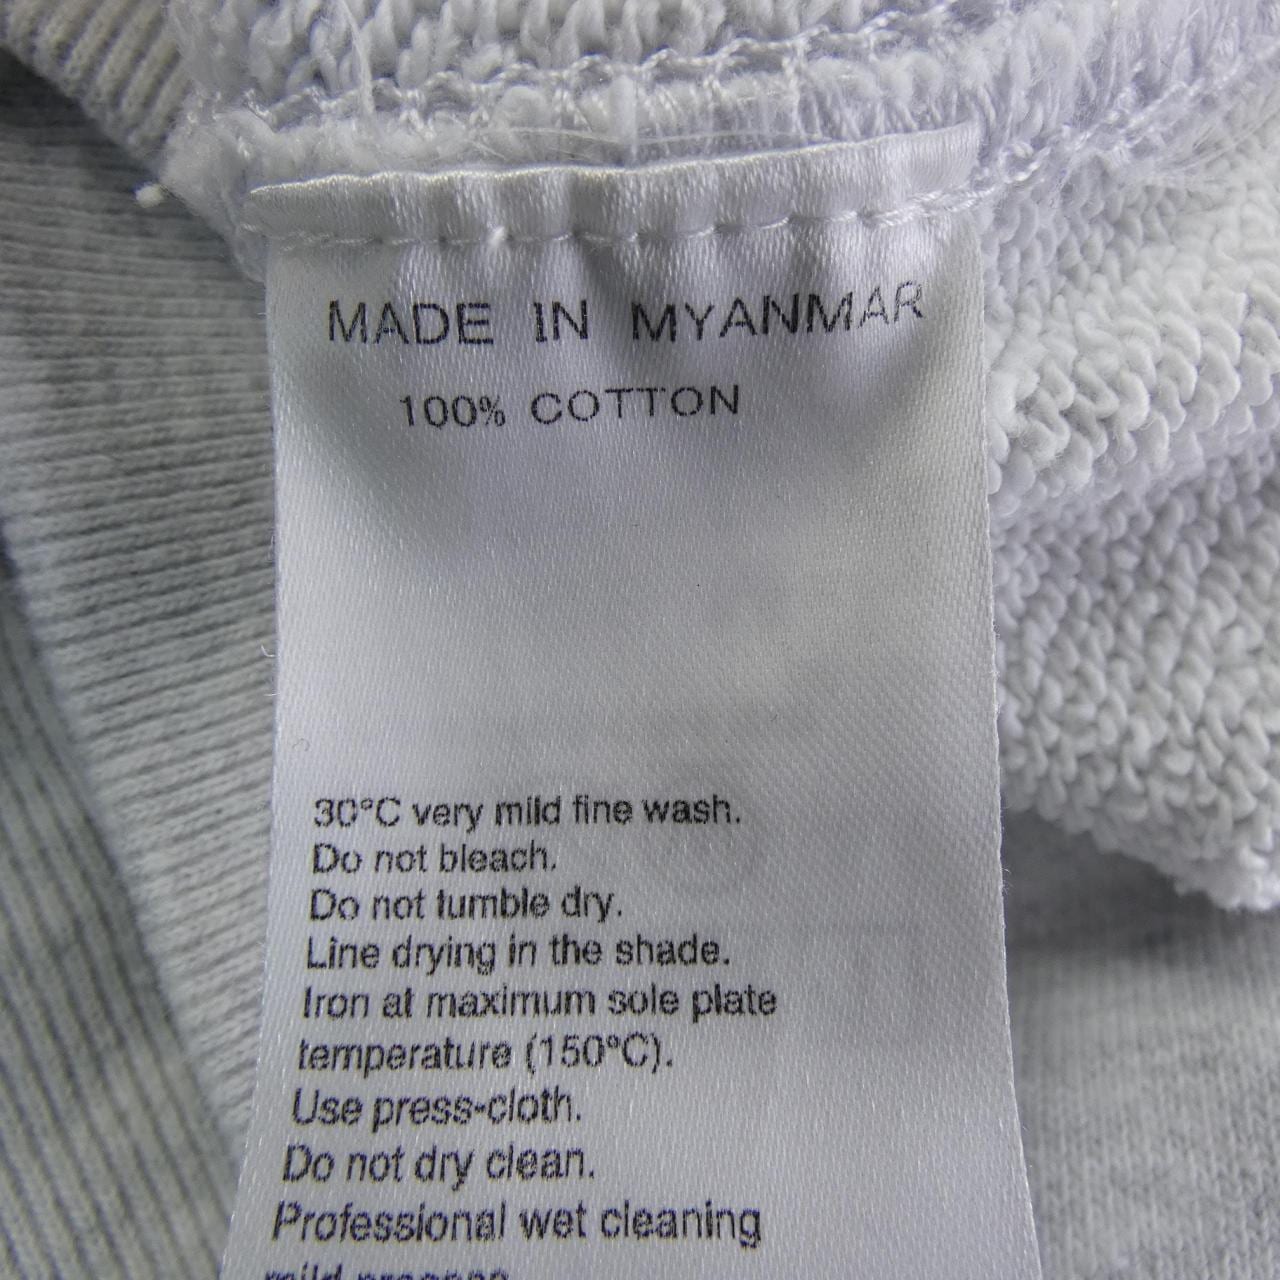 MADE IN MYANMAR
100% COTTON
30°C very mild fine wash.
Do not bleach.
Do not tumble dry.
Line drying in the shade.
Iron at maximum sole plate
temperature (150°C).
Use press-cloth.
Do not dry clean.
Professional wet cleaning
mild process